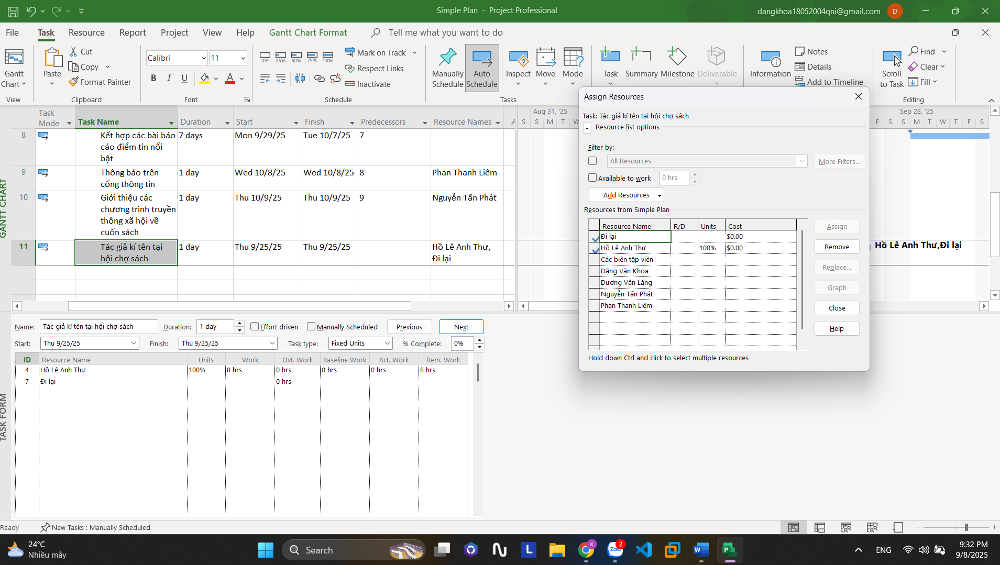 Simple Plan - Project Professional
dangkhoa18052004qni@gmail.com
D
File
Task
Resource
Report
Project
View
Help
Gantt Chart Format
Tell me what you want to do
Gantt
Chart
View
Paste
Cut
Copy
Format Painter
Clipboard
Calibri
11
B
I
U
A
Font
0%
25%
50%
75%
100%
Mark on Track
Respect Links
Inactivate
Schedule
Manually
Schedule
Auto
Schedule
Inspect
Move
Mode
Tasks
Task
Summary
Milestone
Deliverable
Information
Notes
Details
Add to Timeline
Scroll
to Task
Find
Clear
Fill
Editing
GANTT CHART
Task
Mode
Task Name
Duration
Start
Finish
Predecessors
Resource Names
8
Kết hợp các bài báo
cáo điểm tin nổi
bật
7 days
Mon 9/29/25
Tue 10/7/25
7
9
Thông báo trên
cổng thông tin
1 day
Wed 10/8/25
Wed 10/8/25
8
Phan Thanh Liêm
10
Giới thiệu các
chương trình truyền
thông xã hội về
cuốn sách
1 day
Thu 10/9/25
Thu 10/9/25
9
Nguyễn Tấn Phát
11
Tác giả kí tên tại
hội chợ sách
1 day
Thu 9/25/25
Thu 9/25/25
Hồ Lê Anh Thư,
Đi lại
Aug 31, '25
S S M T W
Sep 28, '25
F S S M T W T F S
Hồ Lê Anh Thư,Đi lại
Assign Resources
Task: Tác giả kí tên tại hội chợ sách
- Resource list options
Filter by:
All Resources
More Filters...
Available to work
0 hrs
Add Resources
Resources from Simple Plan
Resource Name R/D Units Cost
Đi lại $0.00
Hồ Lê Anh Thư 100% $0.00
Các biên tập viên
Đặng Văn Khoa
Dương Văn Lăng
Nguyễn Tấn Phát
Phan Thanh Liêm
Assign
Remove
Replace...
Graph
Close
Help
Hold down Ctrl and click to select multiple resources
TASK FORM
Name: Tác giả kí tên tại hội chợ sách
Duration: 1 day
Effort driven
Manually Scheduled
Previous
Next
Start: Thu 9/25/25
Finish: Thu 9/25/25
Task type: Fixed Units
% Complete: 0%
ID Resource Name Units Work Ovt. Work Baseline Work Act. Work Rem. Work
4 Hồ Lê Anh Thư 100% 8 hrs 0 hrs 0 hrs 0 hrs 8 hrs
7 Đi lại 0 hrs
Ready
New Tasks : Manually Scheduled
24°C
Nhiều mây
Search
L
K
Zalo
2
W
P
ENG
9:32 PM
9/8/2025